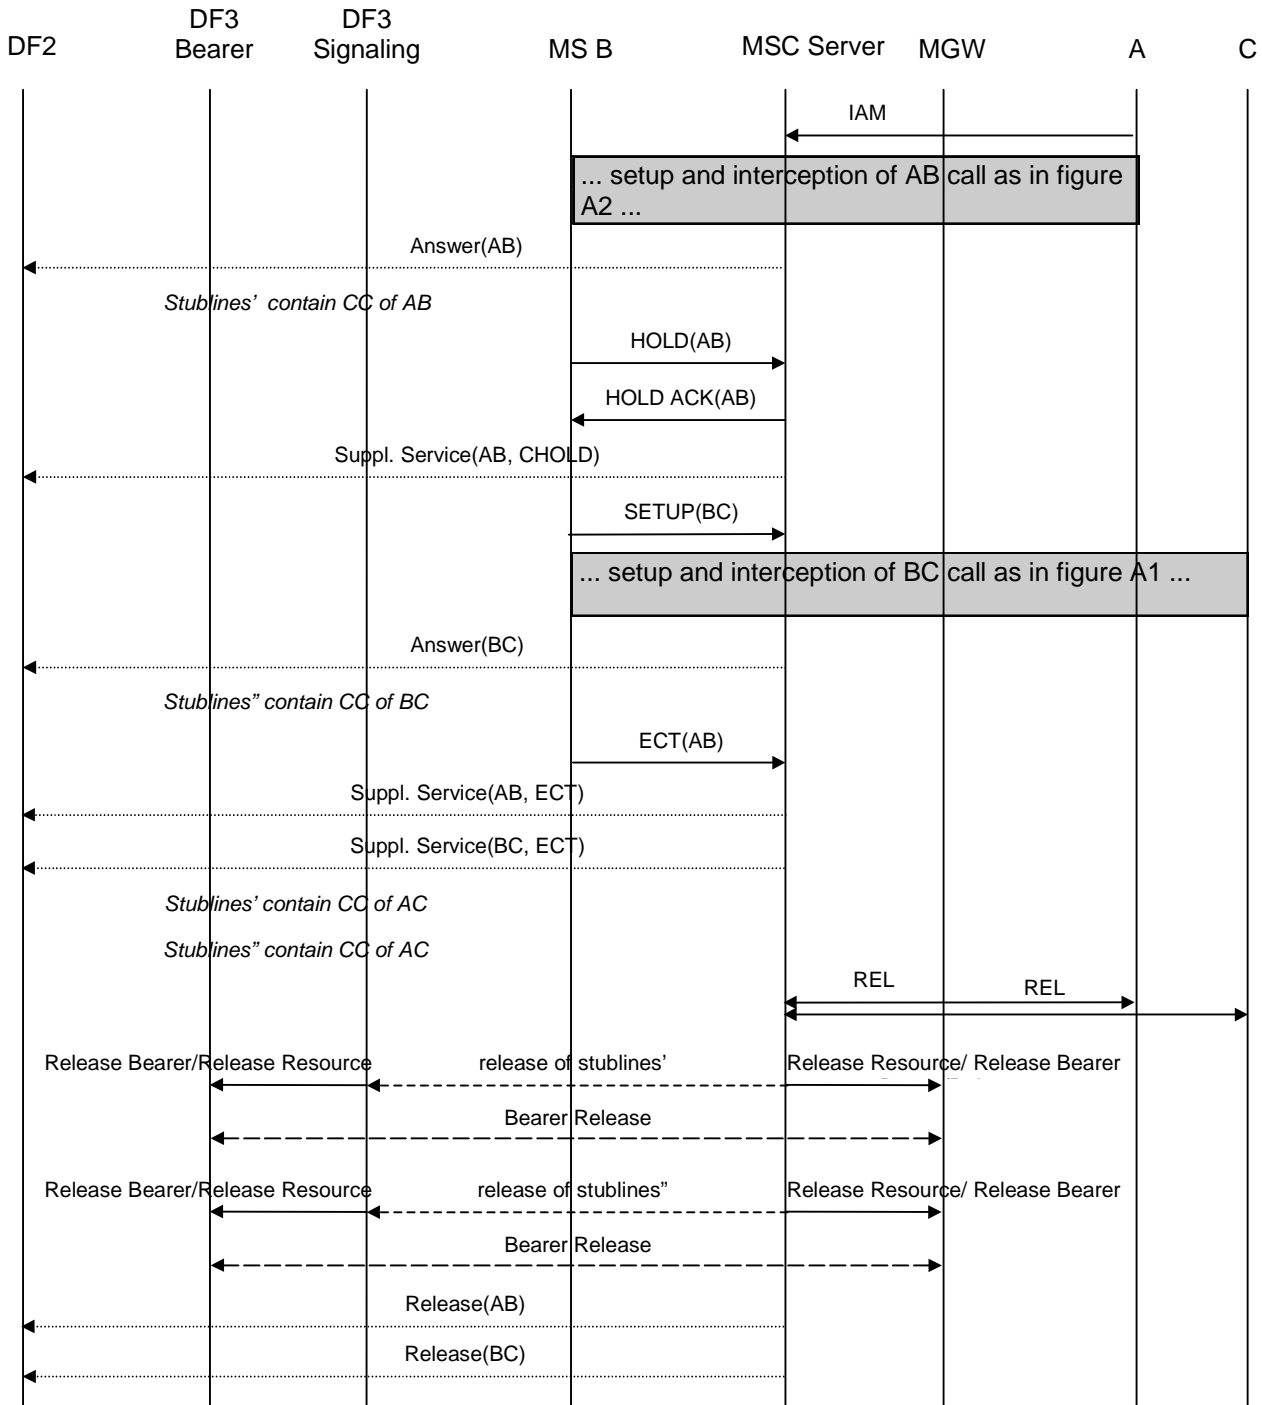 DF2
DF3
Bearer
DF3
Signaling
MS B
MSC Server
MGW
A
C
IAM
... setup and interception of AB call as in figure
A2 ...
Answer(AB)
Stublines’ contain CC of AB
HOLD(AB)
HOLD ACK(AB)
Suppl. Service(AB, CHOLD)
SETUP(BC)
... setup and interception of BC call as in figure A1 ...
Answer(BC)
Stublines” contain CC of BC
ECT(AB)
Suppl. Service(AB, ECT)
Suppl. Service(BC, ECT)
Stublines’ contain CC of AC
Stublines” contain CC of AC
REL
REL
Release Bearer/Release Resource
release of stublines’
Release Resource/ Release Bearer
Bearer Release
Release Bearer/Release Resource
release of stublines”
Release Resource/ Release Bearer
Bearer Release
Release(AB)
Release(BC)